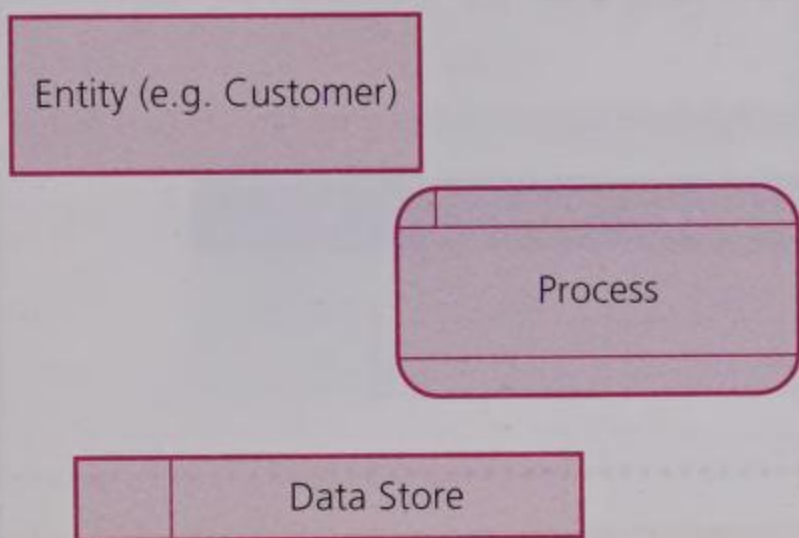 Entity (e.g. Customer)
Process
Data Store